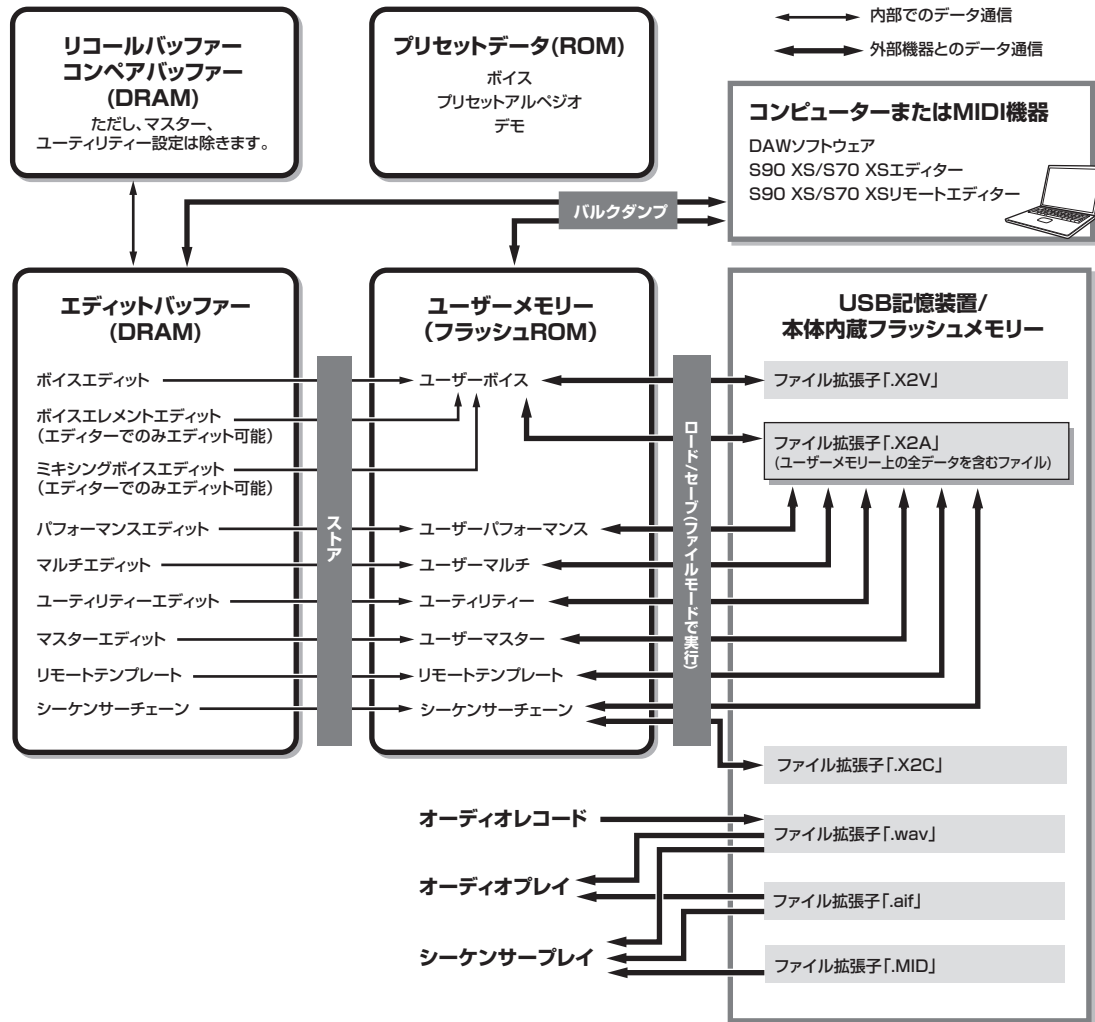 内部でのデータ通信
外部機器とのデータ通信
リコールバッファー
コンペアバッファー
(DRAM)
ただし、マスター、
ユーティリティー設定は除きます。
プリセットデータ(ROM)
ボイス
プリセットアルペジオ
デモ
コンピューターまたはMIDI機器
DAWソフトウェア
S90 XS/S70 XSエディター
S90 XS/S70 XSリモートエディター
バルクダンプ
エディットバッファー
(DRAM)
ボイスエディット
ボイスエレメントエディット
(エディターでのみエディット可能)
ミキシングボイスエディット
(エディターでのみエディット可能)
パフォーマンスエディット
マルチエディット
ユーティリティーエディット
マスターエディット
リモートテンプレート
シーケンサーチェーン
ストア
ユーザーメモリー
(フラッシュROM)
ユーザーボイス
ユーザーパフォーマンス
ユーザーマルチ
ユーティリティー
ユーザーマスター
リモートテンプレート
シーケンサーチェーン
ロード/セーブ(ファイルモードで実行)
USB記憶装置/
本体内蔵フラッシュメモリー
ファイル拡張子「.X2V」
ファイル拡張子「.X2A」
(ユーザーメモリー上の全データを含むファイル)
ファイル拡張子「.X2C」
オーディオレコード
ファイル拡張子「.wav」
オーディオプレイ
ファイル拡張子「.aif」
シーケンサープレイ
ファイル拡張子「.MID」